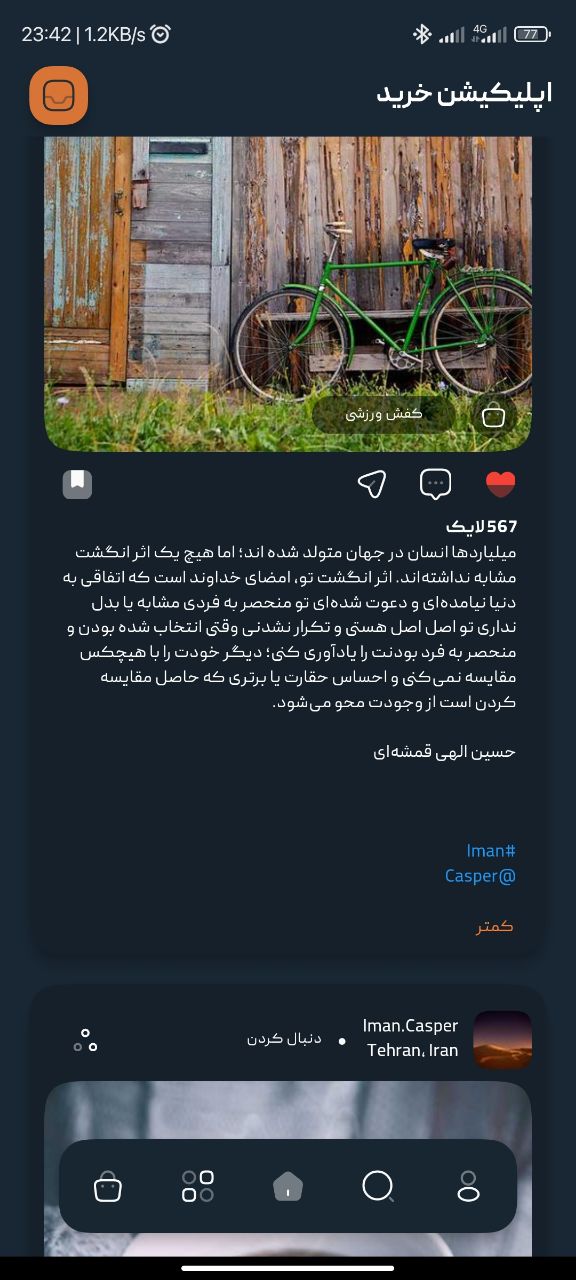 23:42 | 1.2KB/s
4G
77
اپلیکیشن خرید
کفش ورزشی
567 لایک
میلیاردها انسان در جهان متولد شده اند؛ اما هیچ یک اثر انگشت
مشابه نداشته‌اند. اثر انگشت تو، امضای خداوند است که اتفاقی به
دنیا نیامده‌ای و دعوت شده‌ای تو منحصر به فردی مشابه یا بدل
نداری تو اصل اصل هستی و تکرار نشدنی وقتی انتخاب شده بودن و
منحصر به فرد بودنت را یادآوری کنی؛ دیگر خودت را با هیچکس
مقایسه نمی‌کنی و احساس حقارت یا برتری که حاصل مقایسه
کردن است از وجودت محو می‌شود.
حسین الهی قمشه‌ای
#Iman
@Casper
کمتر
Iman.Casper • دنبال کردن
Tehran, Iran